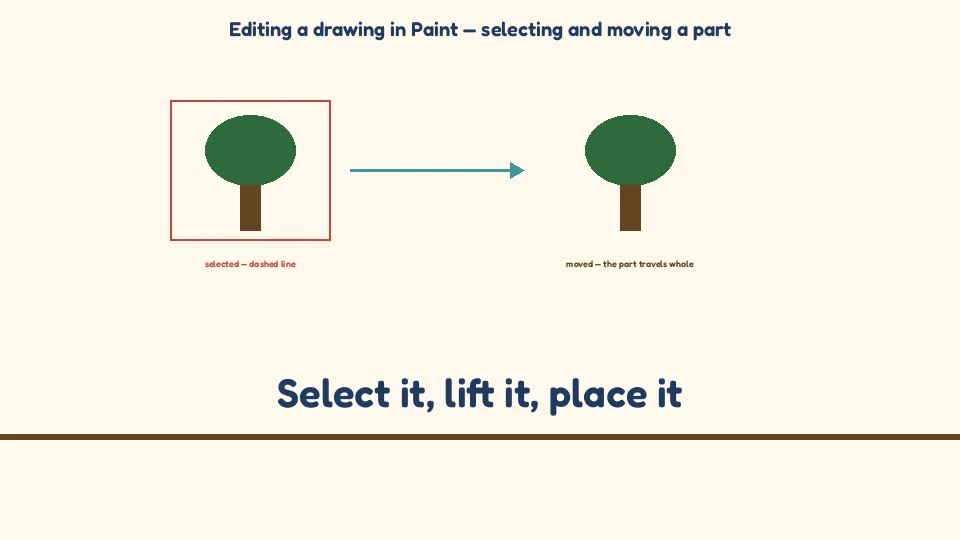 Editing a drawing in Paint — selecting and moving a part
selected — dashed line
moved — the part travels whole
Select it, lift it, place it